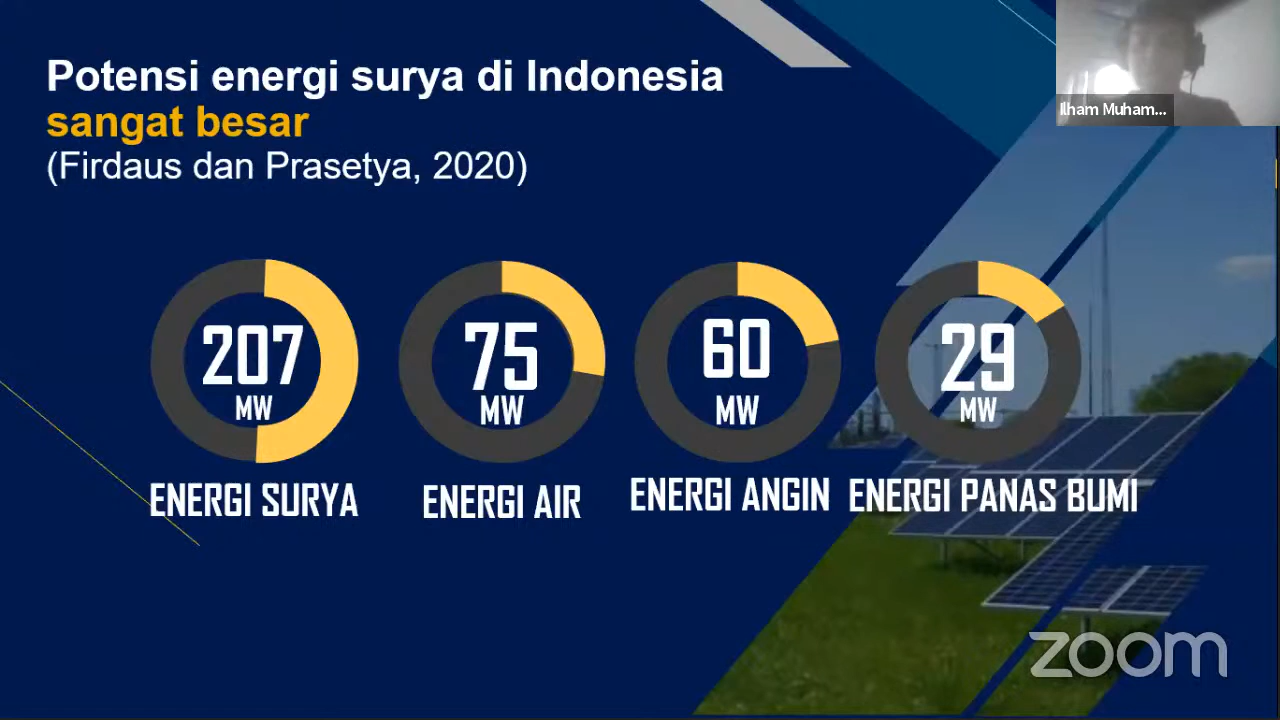 Potensi energi surya di Indonesia
sangat besar
(Firdaus dan Prasetya, 2020)
Ilham Muham...
207
MW
ENERGI SURYA
75
MW
ENERGI AIR
60
MW
ENERGI ANGIN
29
MW
ENERGI PANAS BUMI
zoom